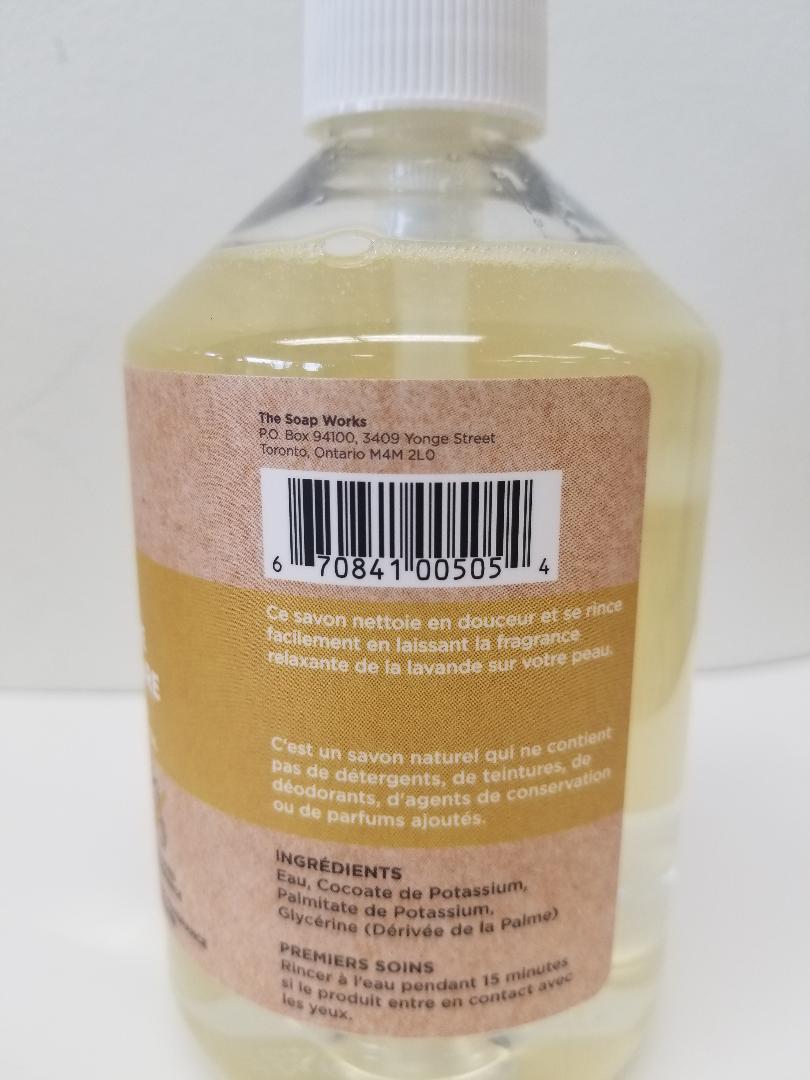 The Soap Works
P.O. Box 94100, 3409 Yonge Street
Toronto, Ontario M4M 2L0
6 70841 00505 4
Ce savon nettoie en douceur et se rince
facilement en laissant la fragrance
relaxante de la lavande sur votre peau.
C'est un savon naturel qui ne contient
pas de détergents, de teintures, de
déodorants, d'agents de conservation
ou de parfums ajoutés.
INGRÉDIENTS
Eau, Cocoate de Potassium,
Palmitate de Potassium,
Glycérine (Dérivée de la Palme)
PREMIERS SOINS
Rincer à l'eau pendant 15 minutes
si le produit entre en contact avec
les yeux.